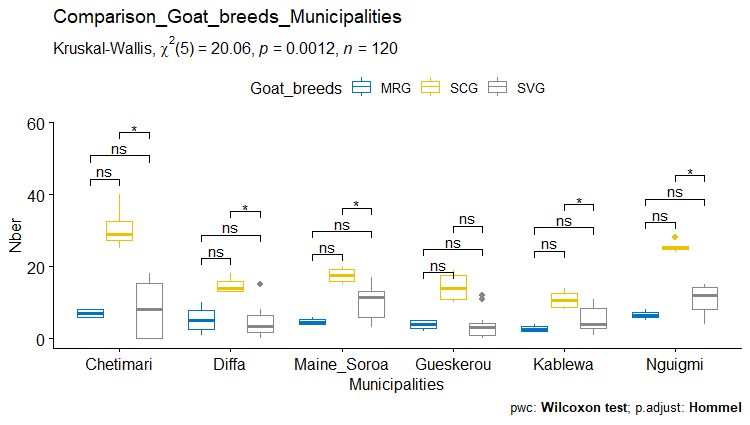 Comparison_Goat_breeds_Municipalities
Kruskal-Wallis, χ²(5) = 20.06, p = 0.0012, n = 120
Goat_breeds MRG SCG SVG
60
40
20
0
Nber
* ns ns
* ns ns
* ns ns
ns ns ns
* ns ns
* ns ns
Chetimari Diffa Maine_Soroa Gueskerou Kablewa Nguigmi
Municipalities
pwc: Wilcoxon test; p.adjust: Hommel